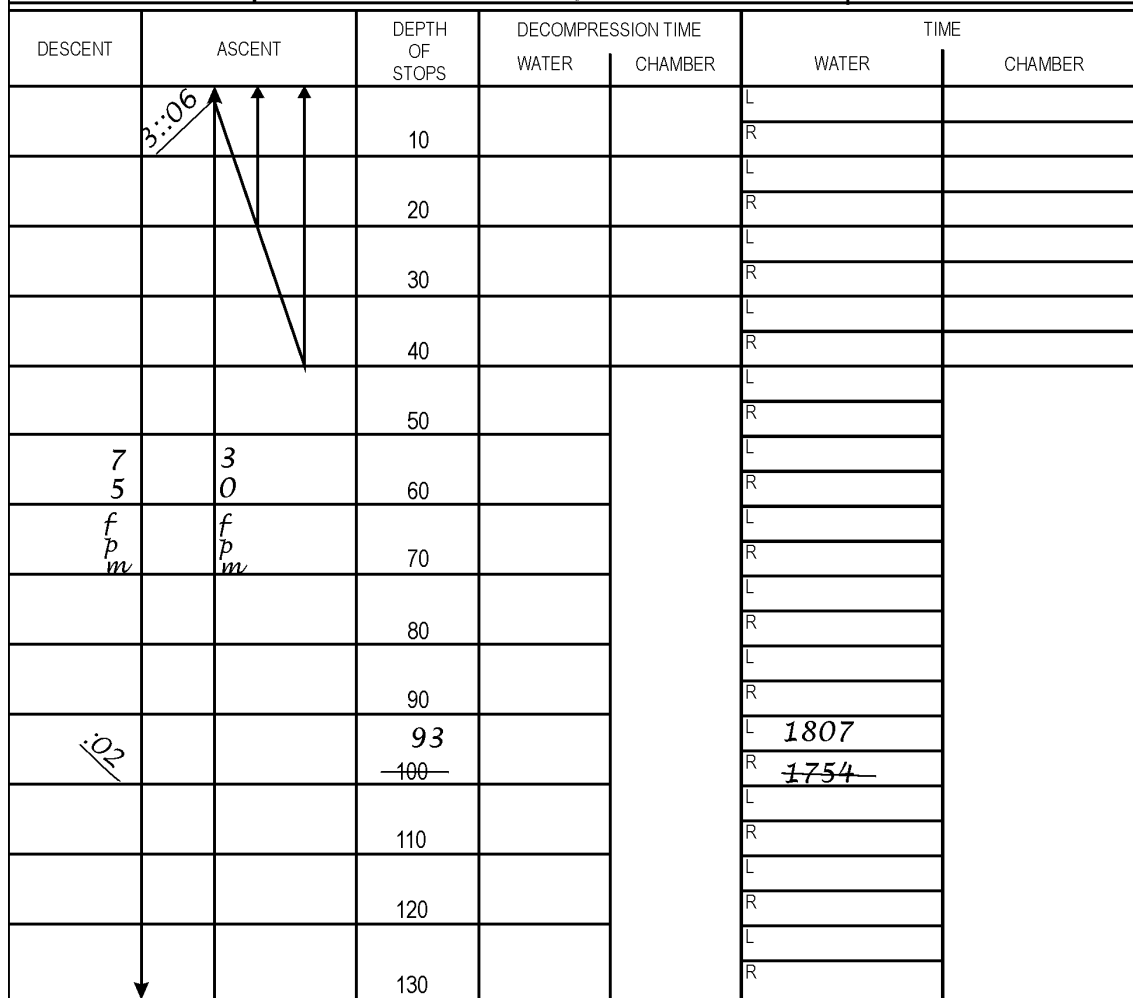 DESCENT ASCENT DEPTH OF STOPS DECOMPRESSION TIME TIME
WATER CHAMBER WATER CHAMBER
3::06
L
10 R
L
20 R
L
30 R
L
40 R
L
50 R
7 3 L
5 0 60 R
f f L
p p
m m 70 R
L
80 R
L
90 R
:02 93 L 1807
100 R 1754
L
110 R
L
120 R
L
130 R